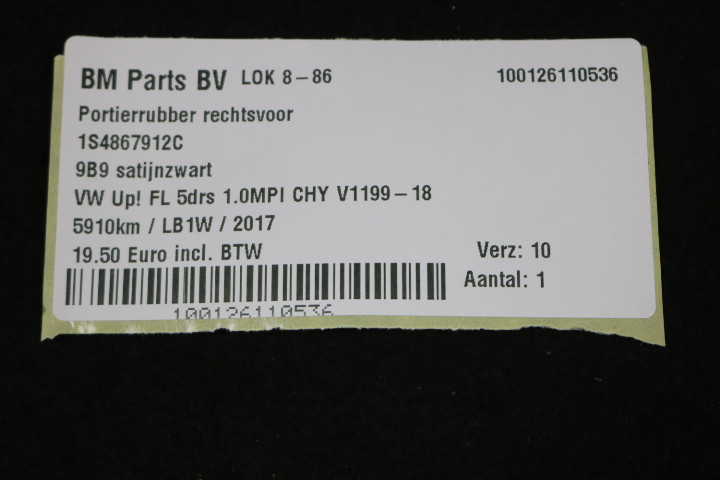 BM Parts BV LOK 8-86 100126110536
Portierrubber rechtsvoor
1S4867912C
9B9 satijnzwart
VW Up! FL 5drs 1.0MPI CHY V1199-18
5910km / LB1W / 2017
19.50 Euro incl. BTW Verz: 10
Aantal: 1
100126110536